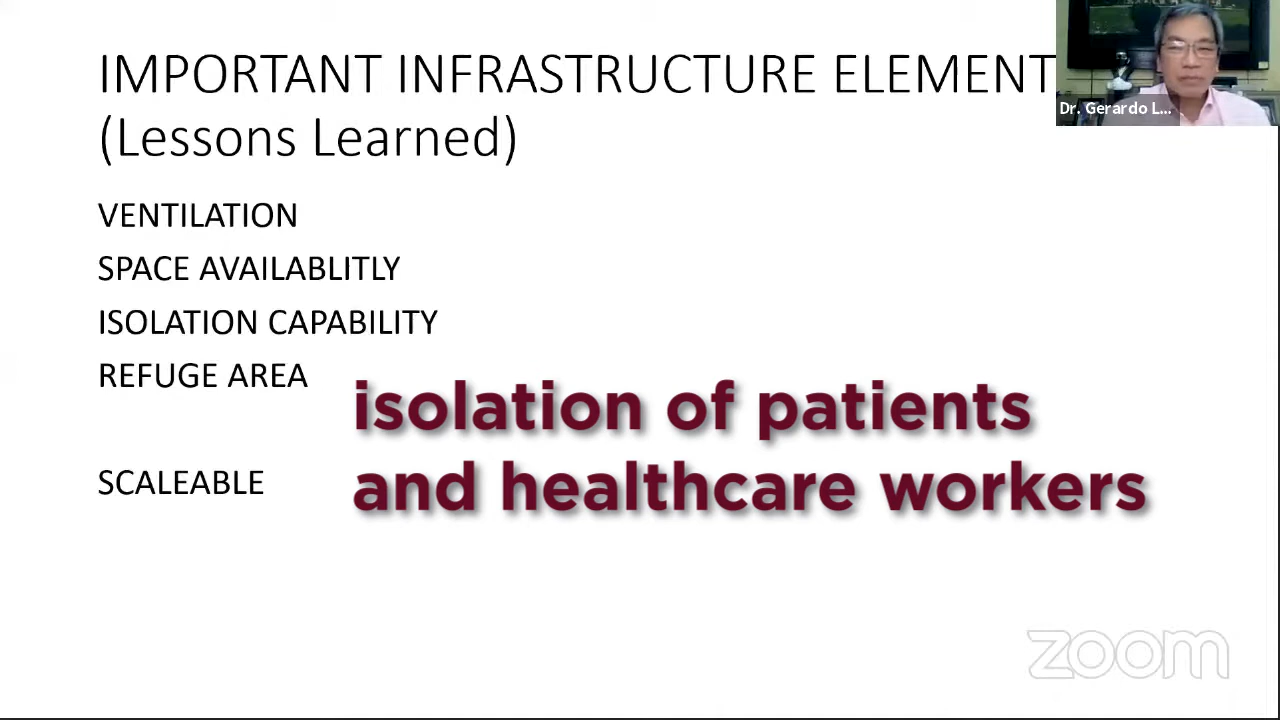 IMPORTANT INFRASTRUCTURE ELEMENT
(Lessons Learned)
Dr. Gerardo L...
VENTILATION
SPACE AVAILABLITLY
ISOLATION CAPABILITY
REFUGE AREA
isolation of patients
and healthcare workers
SCALEABLE
zoom